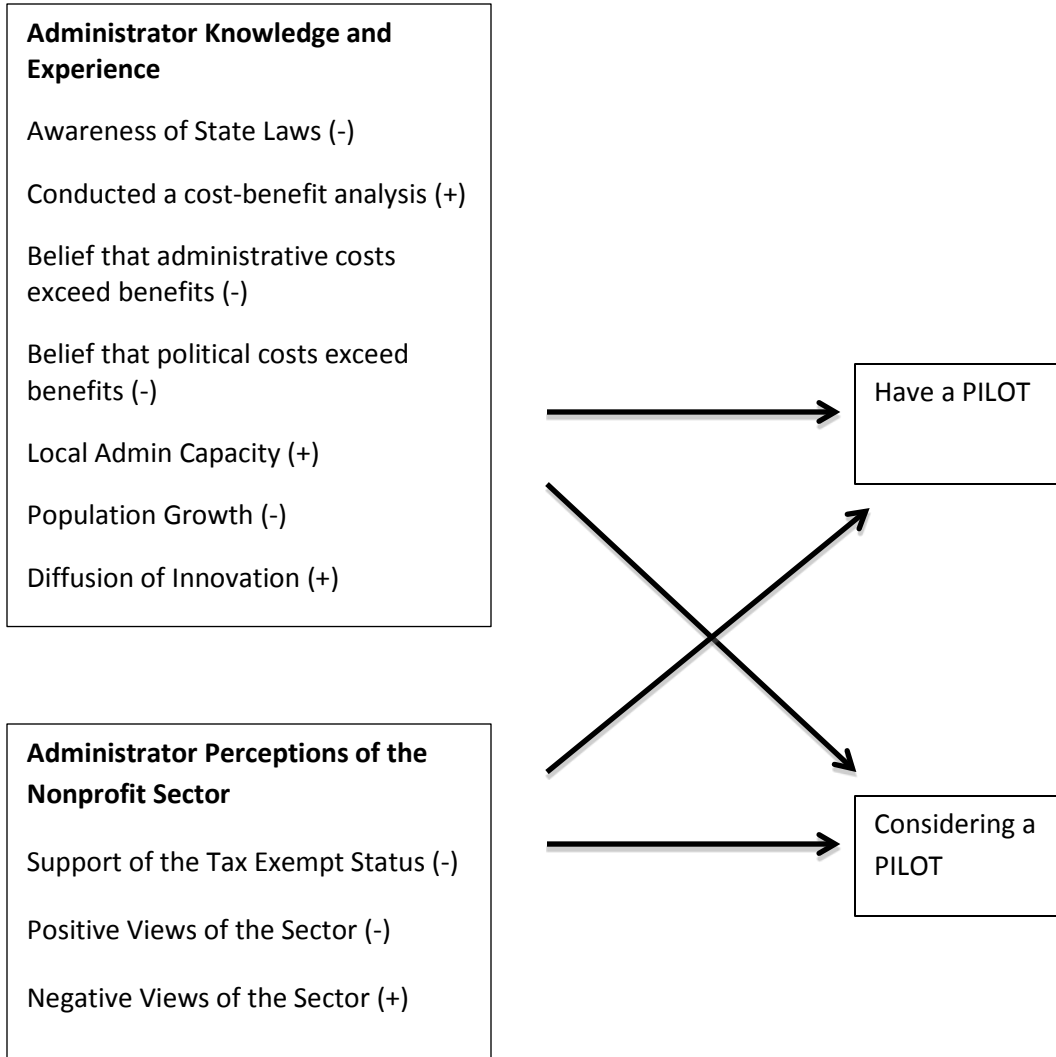 Administrator Knowledge and
Experience
Awareness of State Laws (-)
Conducted a cost-benefit analysis (+)
Belief that administrative costs
exceed benefits (-)
Belief that political costs exceed
benefits (-)
Local Admin Capacity (+)
Population Growth (-)
Diffusion of Innovation (+)
Have a PILOT
Administrator Perceptions of the
Nonprofit Sector
Support of the Tax Exempt Status (-)
Positive Views of the Sector (-)
Negative Views of the Sector (+)
Considering a
PILOT